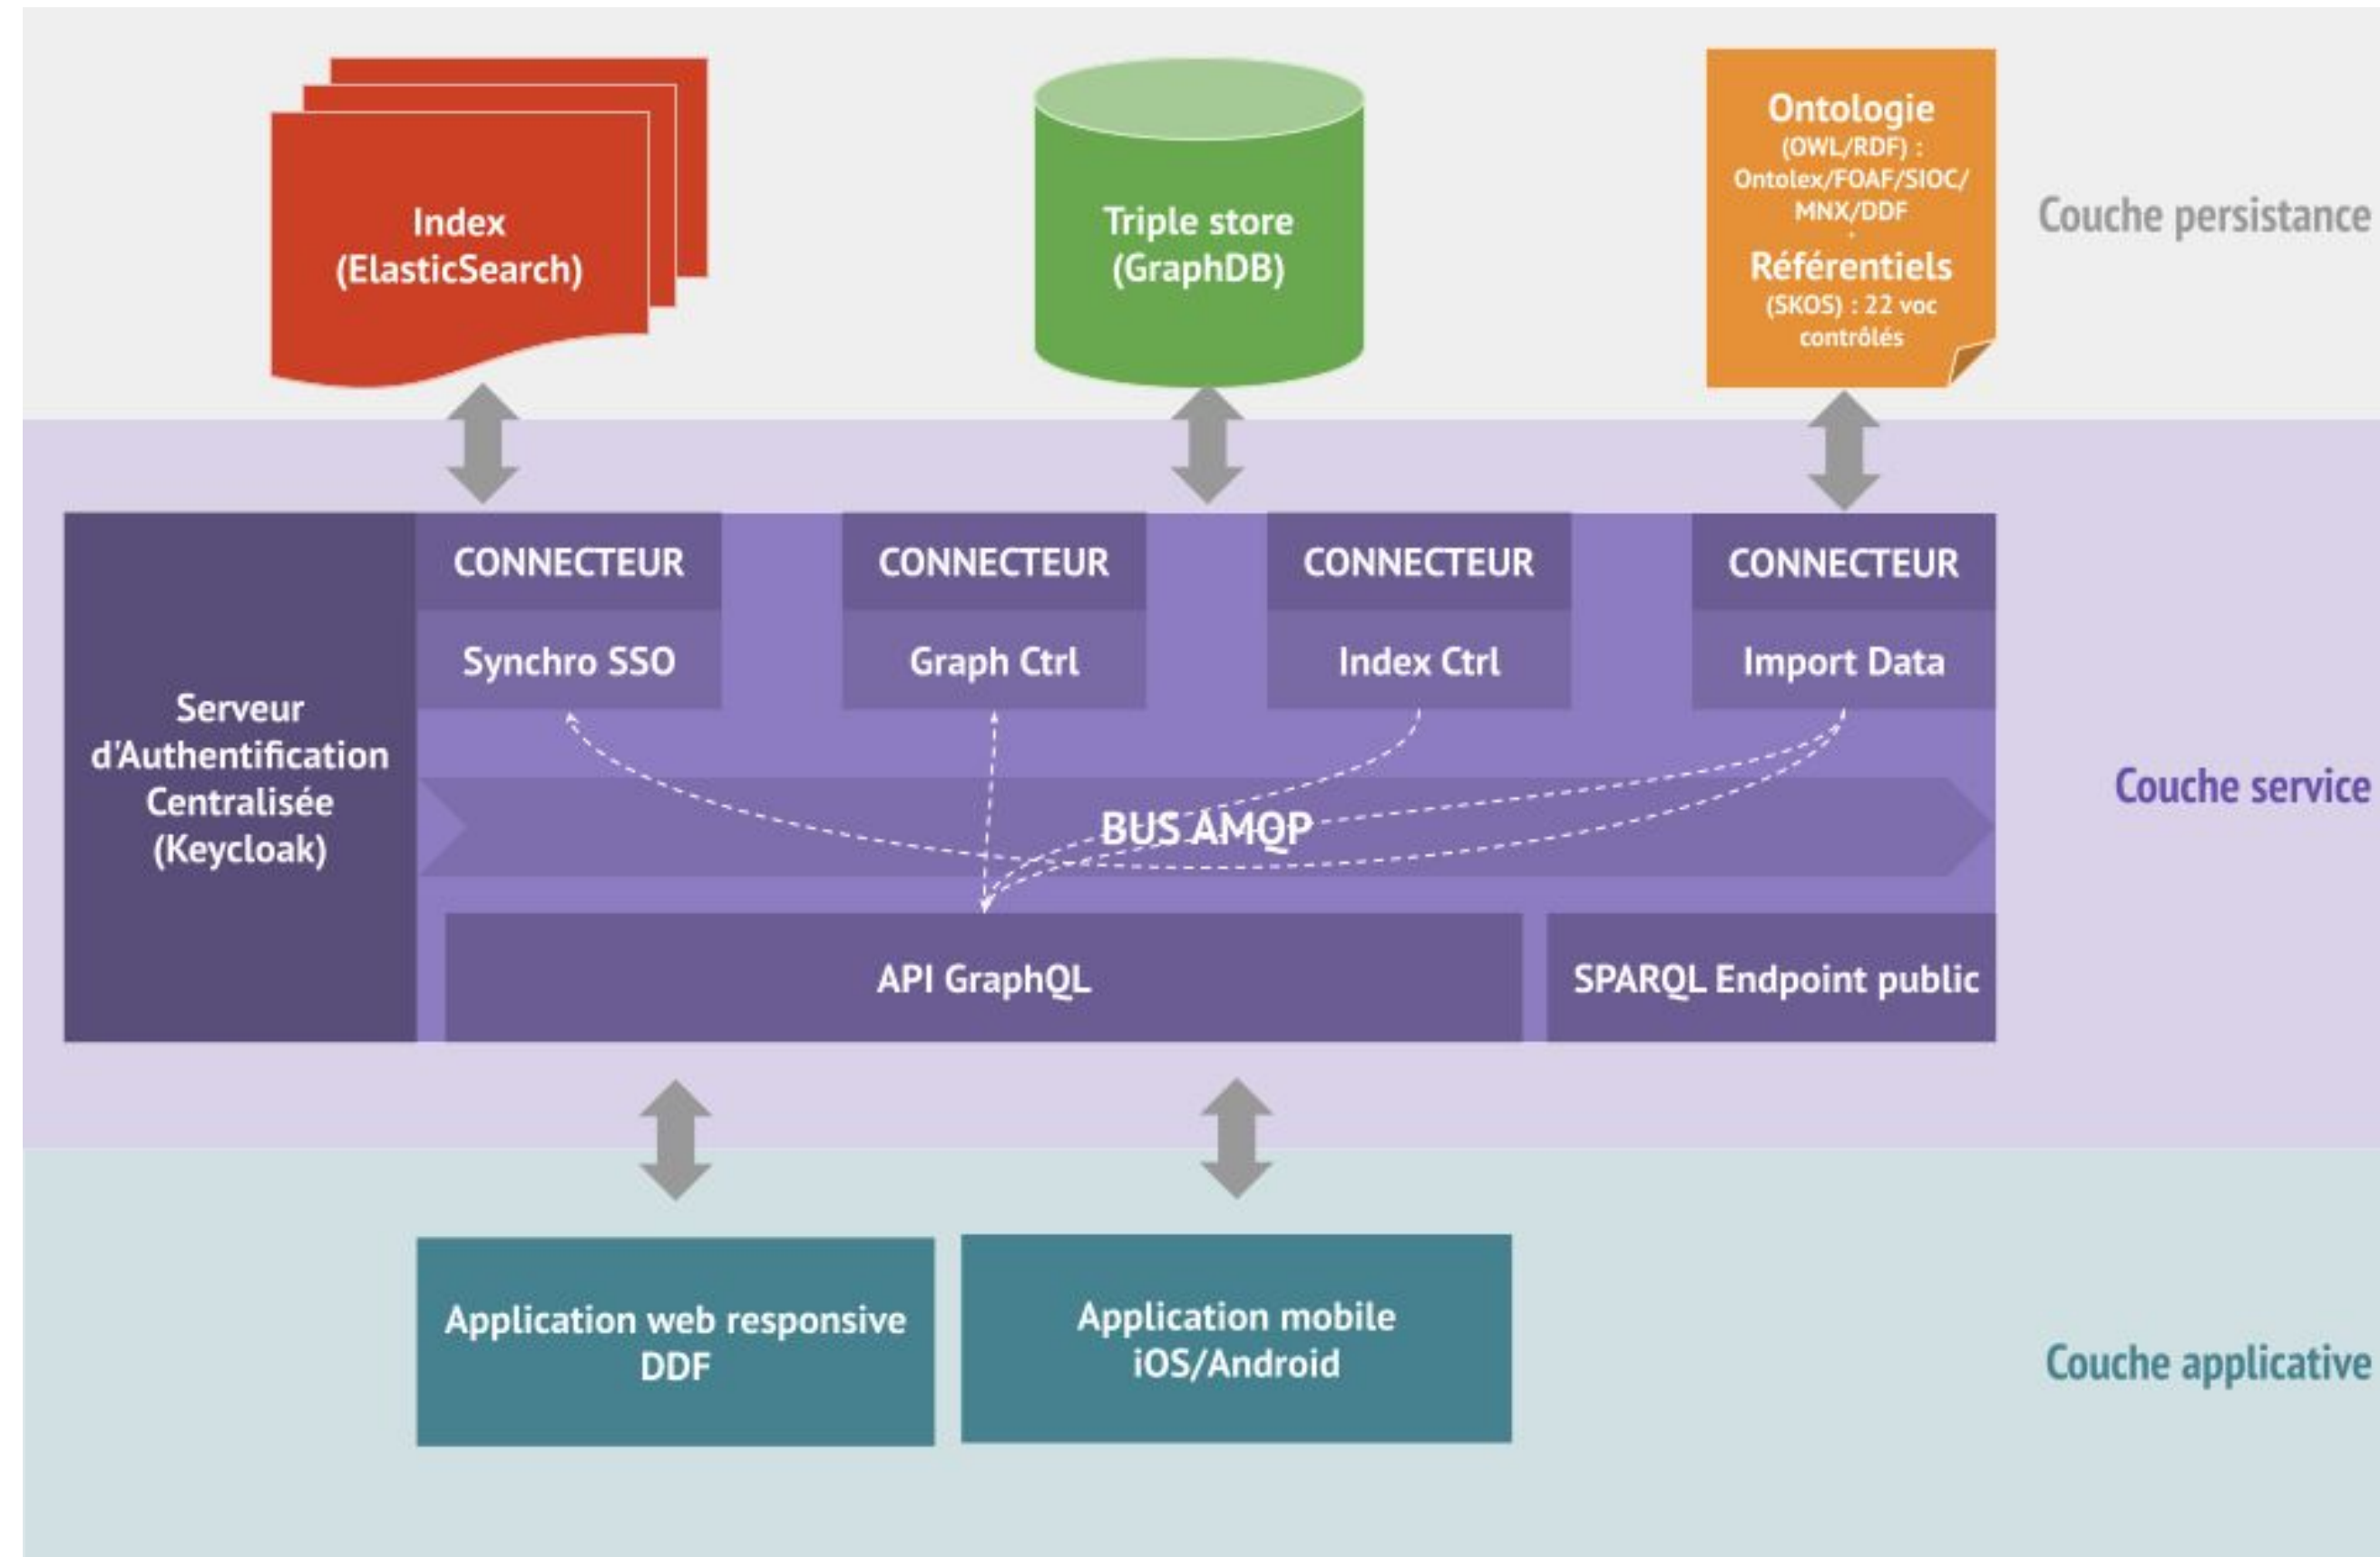 Index
(ElasticSearch)
Triple store
(GraphDB)
Ontologie
(OWL/RDF) :
Ontolex/FOAF/SIOC/
MNX/DDF
+
Référentiels
(SKOS) : 22 voc
contrôlés
Couche persistance
CONNECTEUR
Synchro SSO
CONNECTEUR
Graph Ctrl
CONNECTEUR
Index Ctrl
CONNECTEUR
Import Data
Serveur
d'Authentification
Centralisée
(Keycloak)
BUS AMQP
Couche service
API GraphQL
SPARQL Endpoint public
Application web responsive
DDF
Application mobile
iOS/Android
Couche applicative